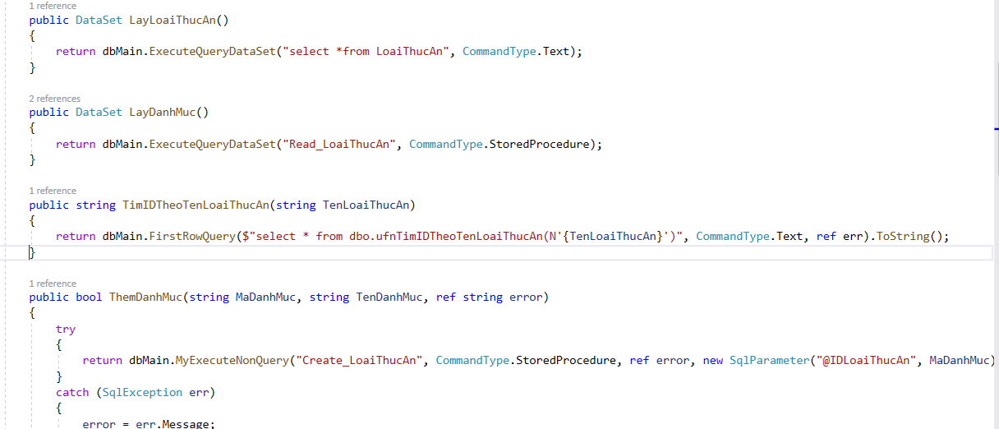 1 reference
public DataSet LayLoaiThucAn()
{
return dbMain.ExecuteQueryDataSet("select *from LoaiThucAn", CommandType.Text);
}
2 references
public DataSet LayDanhMuc()
{
return dbMain.ExecuteQueryDataSet("Read_LoaiThucAn", CommandType.StoredProcedure);
}
1 reference
public string TimIDTheoTenLoaiThucAn(string TenLoaiThucAn)
{
return dbMain.FirstRowQuery($"select * from dbo.ufnTimIDTheoTenLoaiThucAn(N'{TenLoaiThucAn}')", CommandType.Text, ref err).ToString();
}
1 reference
public bool ThemDanhMuc(string MaDanhMuc, string TenDanhMuc, ref string error)
{
try
{
return dbMain.MyExecuteNonQuery("Create_LoaiThucAn", CommandType.StoredProcedure, ref error, new SqlParameter("@IDLoaiThucAn", MaDanhMuc)
}
catch (SqlException err)
{
error = err.Message;